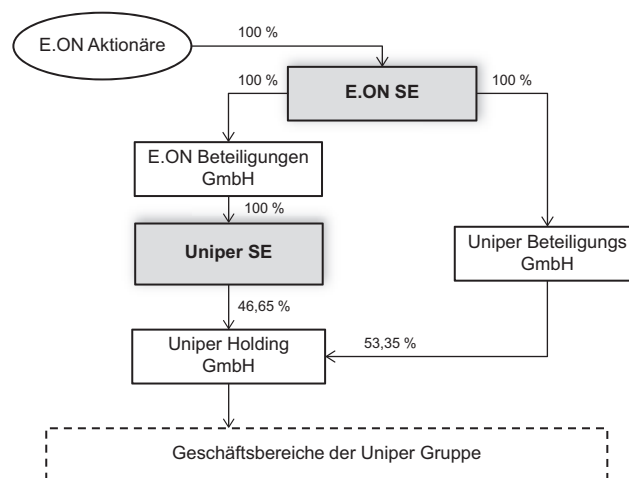 100 %
E.ON Aktionäre
E.ON SE
100 %
100 %
E.ON Beteiligungen
GmbH
100 %
Uniper SE
Uniper Beteiligungs
GmbH
46,65 %
Uniper Holding
GmbH
53,35 %
Geschäftsbereiche der Uniper Gruppe